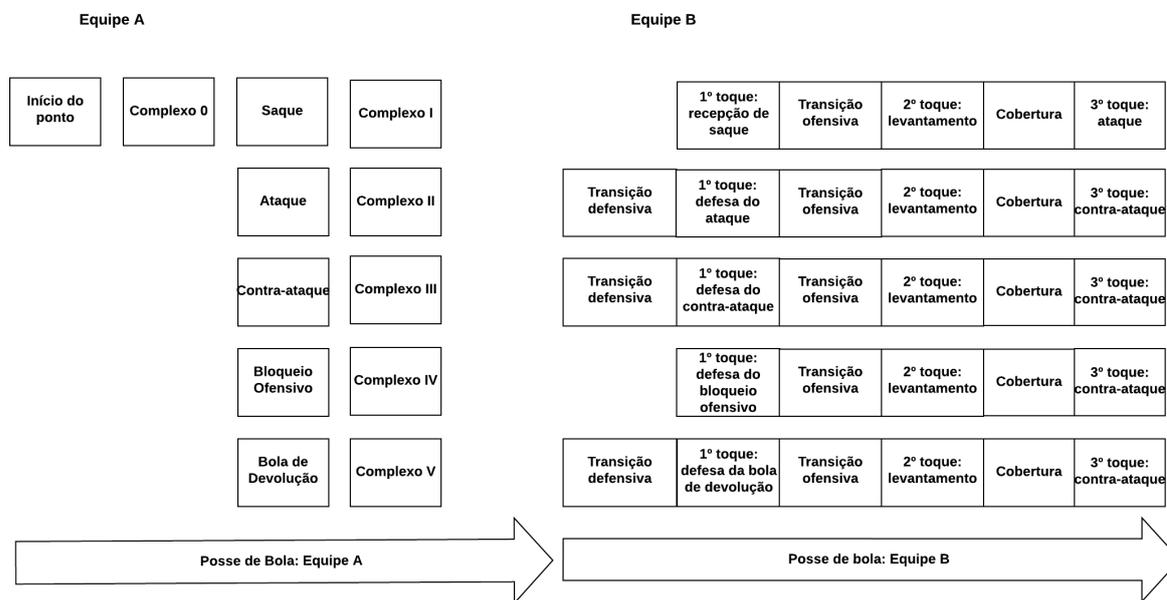 Equipe A
Equipe B
Início do
ponto
Complexo 0
Saque
Complexo I
1º toque:
recepção de
saque
Transição
ofensiva
2º toque:
levantamento
Cobertura
3º toque:
ataque
Ataque
Complexo II
Transição
defensiva
1º toque:
defesa do
ataque
Transição
ofensiva
2º toque:
levantamento
Cobertura
3º toque:
contra-ataque
Contra-ataque
Complexo III
Transição
defensiva
1º toque:
defesa do
contra-ataque
Transição
ofensiva
2º toque:
levantamento
Cobertura
3º toque:
contra-ataque
Bloqueio
Ofensivo
Complexo IV
1º toque:
defesa do
bloqueio
ofensivo
Transição
ofensiva
2º toque:
levantamento
Cobertura
3º toque:
contra-ataque
Bola de
Devolução
Complexo V
Transição
defensiva
1º toque:
defesa da bola
de devolução
Transição
ofensiva
2º toque:
levantamento
Cobertura
3º toque:
contra-ataque
Posse de Bola: Equipe A
Posse de bola: Equipe B